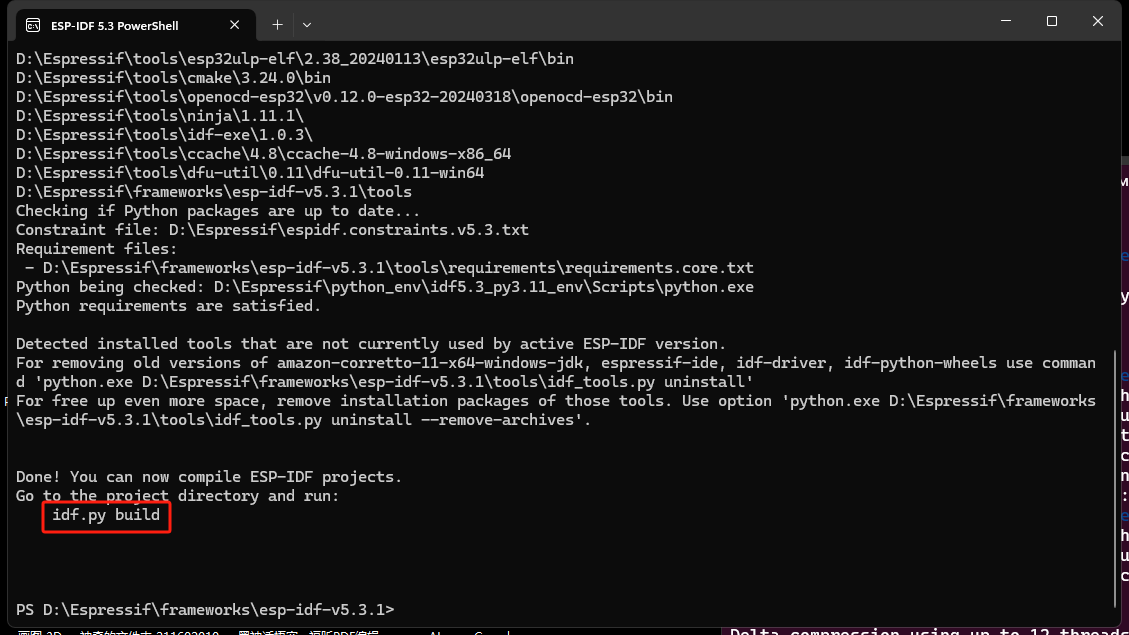 ESP-IDF 5.3 PowerShell
D:\Espressif\tools\esp32ulp-elf\2.38_20240113\esp32ulp-elf\bin
D:\Espressif\tools\cmake\3.24.0\bin
D:\Espressif\tools\openocd-esp32\v0.12.0-esp32-20240318\openocd-esp32\bin
D:\Espressif\tools\ninja\1.11.1\
D:\Espressif\tools\idf-exe\1.0.3\
D:\Espressif\tools\ccache\4.8\ccache-4.8-windows-x86_64
D:\Espressif\tools\dfu-util\0.11\dfu-util-0.11-win64
D:\Espressif\frameworks\esp-idf-v5.3.1\tools
Checking if Python packages are up to date...
Constraint file: D:\Espressif\espidf.constraints.v5.3.txt
Requirement files:
- D:\Espressif\frameworks\esp-idf-v5.3.1\tools\requirements\requirements.core.txt
Python being checked: D:\Espressif\python_env\idf5.3_py3.11_env\Scripts\python.exe
Python requirements are satisfied.
Detected installed tools that are not currently used by active ESP-IDF version.
For removing old versions of amazon-corretto-11-x64-windows-jdk, espressif-ide, idf-driver, idf-python-wheels use comman
d 'python.exe D:\Espressif\frameworks\esp-idf-v5.3.1\tools\idf_tools.py uninstall'
For free up even more space, remove installation packages of those tools. Use option 'python.exe D:\Espressif\frameworks
\esp-idf-v5.3.1\tools\idf_tools.py uninstall --remove-archives'.
Done! You can now compile ESP-IDF projects.
Go to the project directory and run:
idf.py build
PS D:\Espressif\frameworks\esp-idf-v5.3.1>
Delta compression using up to 12 threads